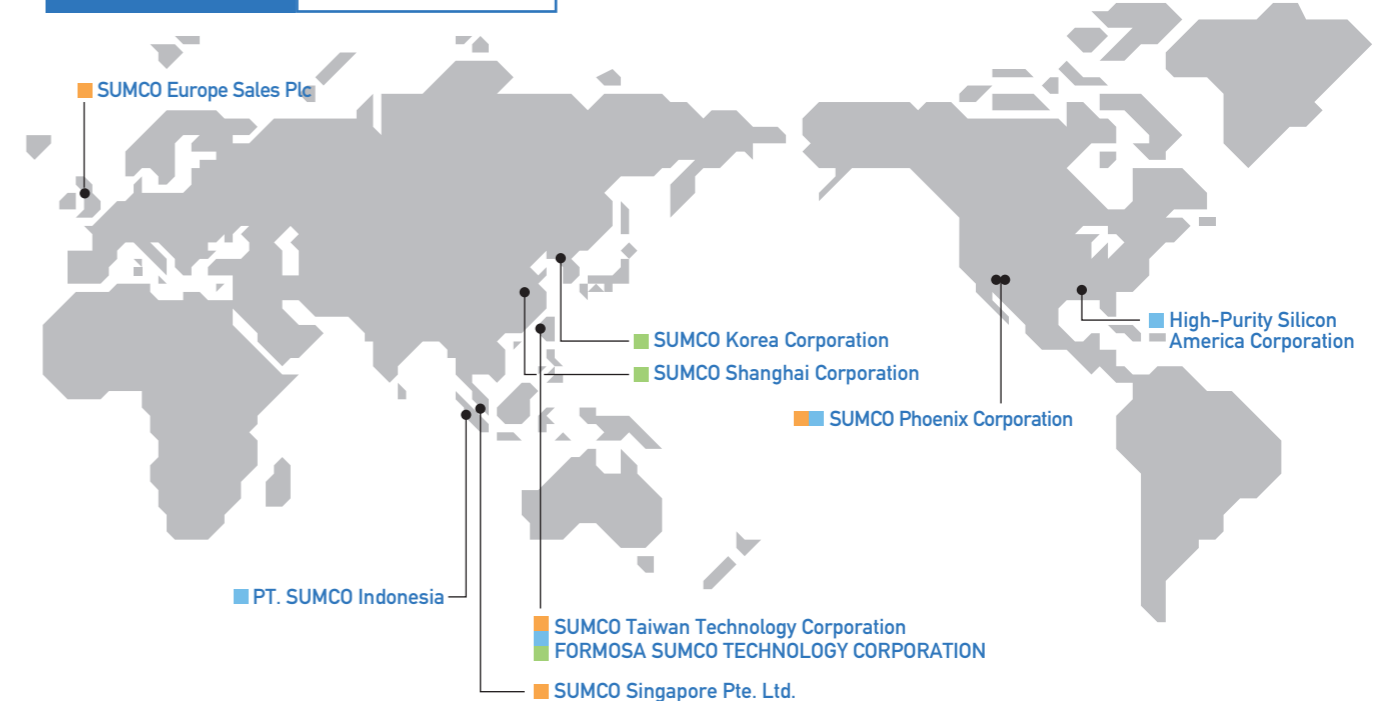 SUMCO Europe Sales Plc
SUMCO Korea Corporation
SUMCO Shanghai Corporation
High-Purity Silicon
America Corporation
SUMCO Phoenix Corporation
PT. SUMCO Indonesia
SUMCO Taiwan Technology Corporation
FORMOSA SUMCO TECHNOLOGY CORPORATION
SUMCO Singapore Pte. Ltd.